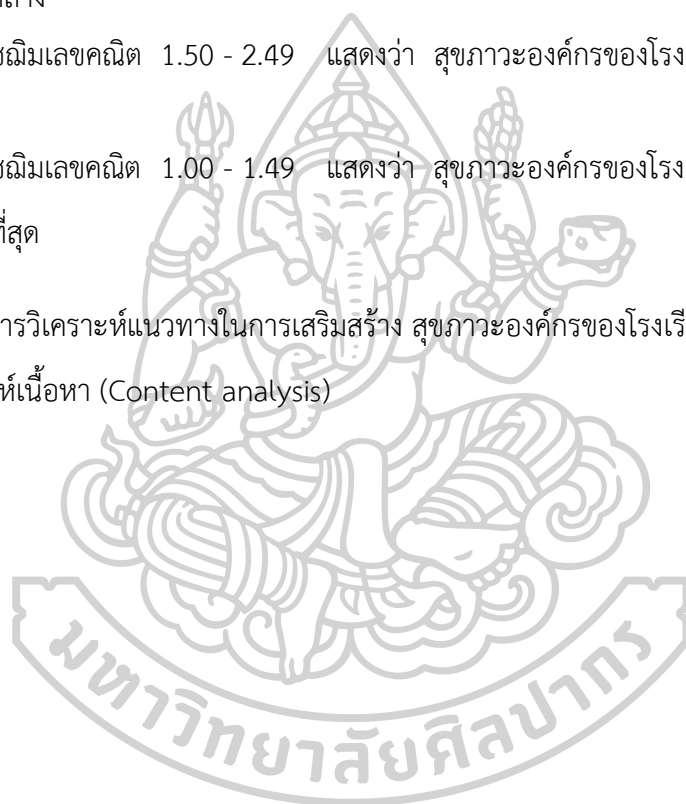 ชฌิมเลขคณิต 1.50 - 2.49 แสดงว่า สุขภาวะองค์กรของโรง
ชฌิมเลขคณิต 1.00 - 1.49 แสดงว่า สุขภาวะองค์กรของโรง
ที่สุด
ารวิเคราะห์แนวทางในการเสริมสร้าง สุขภาวะองค์กรของโรงเรี
ห์เนื้อหา (Content analysis)
มหาวิทยาลัยศิลปากร